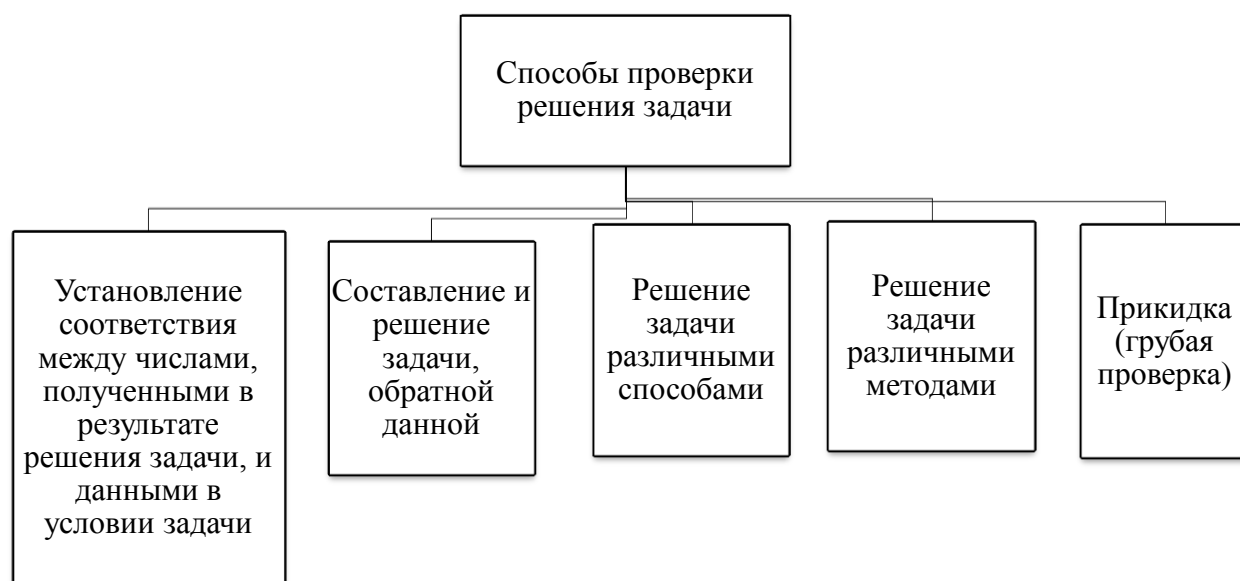 Способы проверки
решения задачи
Установление
соответствия
между числами,
полученными в
результате
решения задачи, и
данными в
условии задачи
Составление и
решение
задачи,
обратной
данной
Решение
задачи
различными
способами
Решение
задачи
различными
методами
Прикидка
(грубая
проверка)